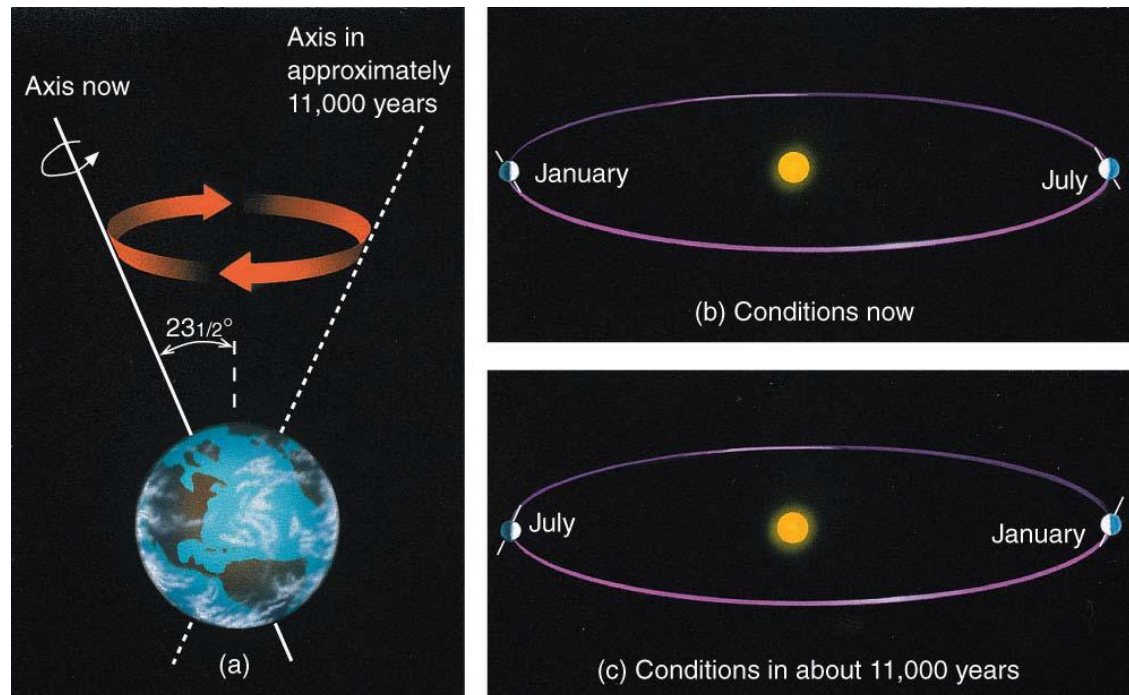 Axis now
Axis in
approximately
11,000 years
23 1/2°
(a)
January
July
(b) Conditions now
July
January
(c) Conditions in about 11,000 years